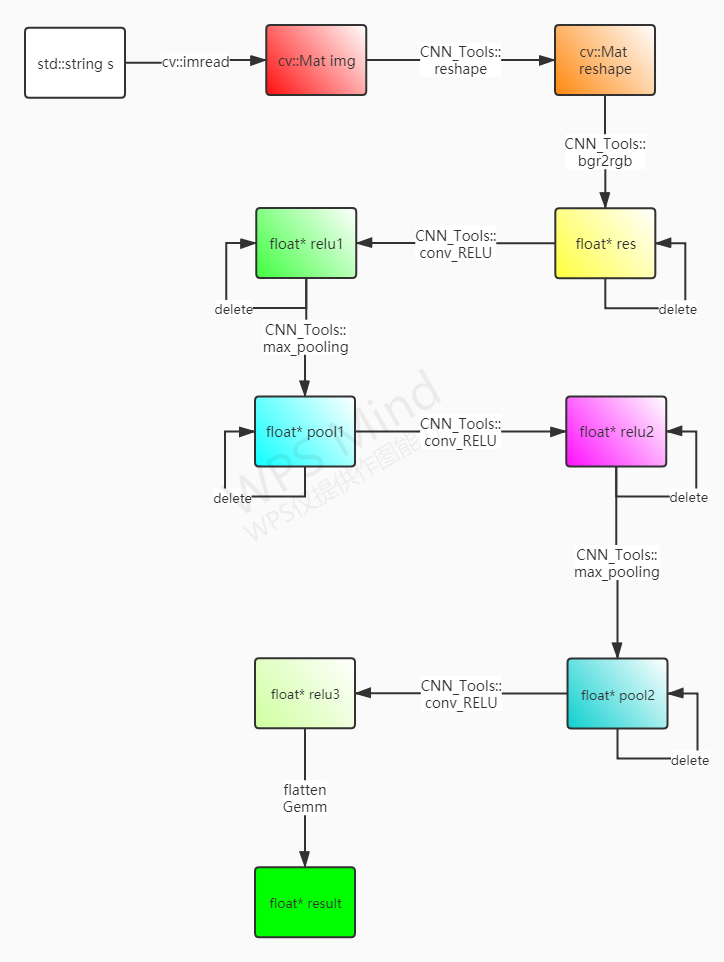 std::string s
cv::imread
cv::Mat img
CNN_Tools::
reshape
cv::Mat
reshape
CNN_Tools::
bgr2rgb
float* relu1
CNN_Tools::
conv_RELU
float* res
delete
delete
CNN_Tools::
max_pooling
float* pool1
CNN_Tools::
conv_RELU
float* relu2
delete
delete
WPS Mind
WPS仅提供作图功能
CNN_Tools::
max_pooling
float* relu3
CNN_Tools::
conv_RELU
float* pool2
delete
flatten
Gemm
float* result